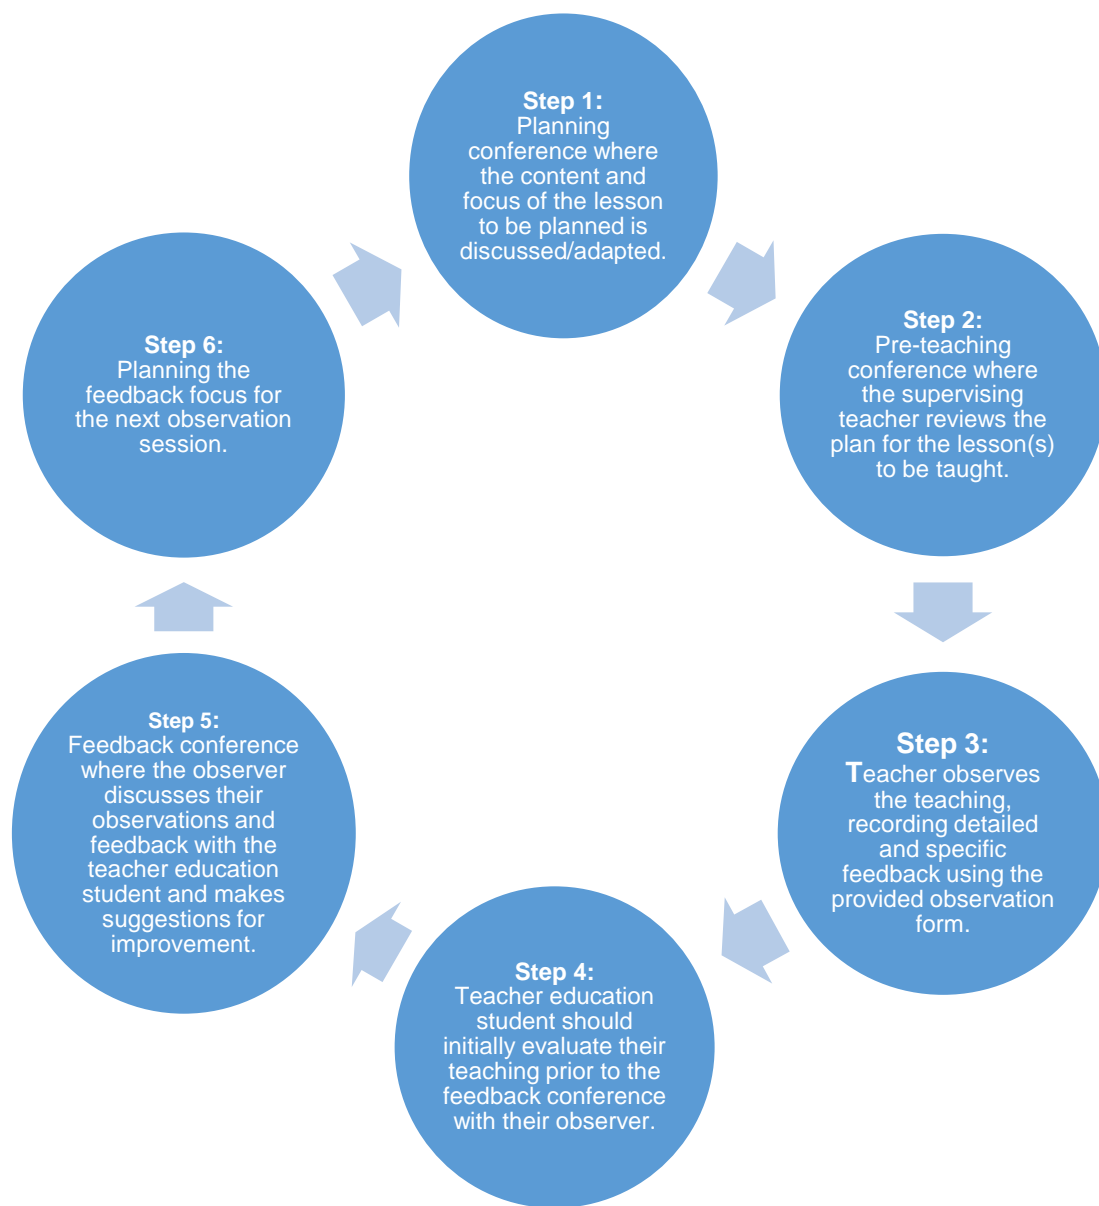 Step 1:
Planning
conference where
the content and
focus of the lesson
to be planned is
discussed/adapted.
Step 2:
Pre-teaching
conference where
the supervising
teacher reviews the
plan for the lesson(s)
to be taught.
Step 3:
Teacher observes
the teaching,
recording detailed
and specific
feedback using the
provided observation
form.
Step 4:
Teacher education
student should
initially evaluate their
teaching prior to the
feedback conference
with their observer.
Step 5:
Feedback conference
where the observer
discusses their
observations and
feedback with the
teacher education
student and makes
suggestions for
improvement.
Step 6:
Planning the
feedback focus for
the next observation
session.